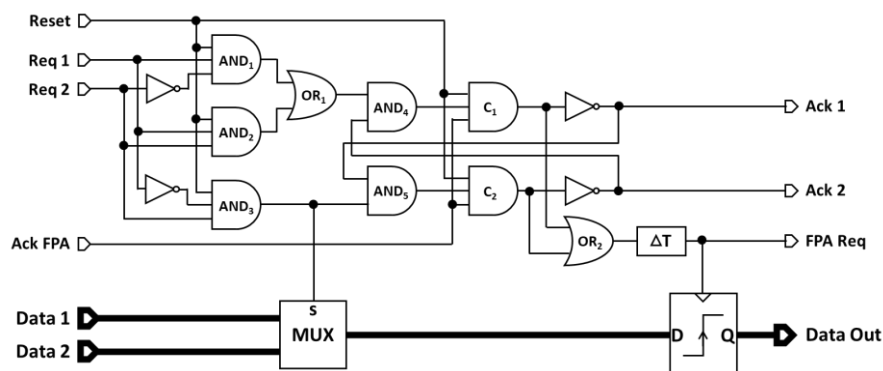 Reset
Req 1
AND₁
Req 2
OR₁
AND₄
C₁
Ack 1
AND₂
AND₃
AND₅
C₂
Ack 2
Ack FPA
OR₂
ΔT
FPA Req
S
Data 1
MUX
D
Q
Data Out
Data 2